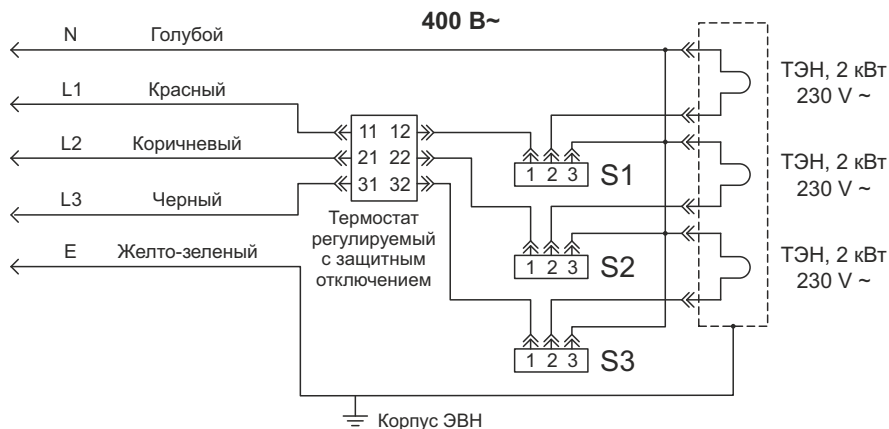 400 В~
N Голубой
L1 Красный
L2 Коричневый
L3 Черный
E Желто-зеленый
11 12
21 22
31 32
Термостат
регулируемый
с защитным
отключением
1 2 3 S1
1 2 3 S2
1 2 3 S3
ТЭН, 2 кВт
230 V ~
ТЭН, 2 кВт
230 V ~
ТЭН, 2 кВт
230 V ~
Корпус ЭВН